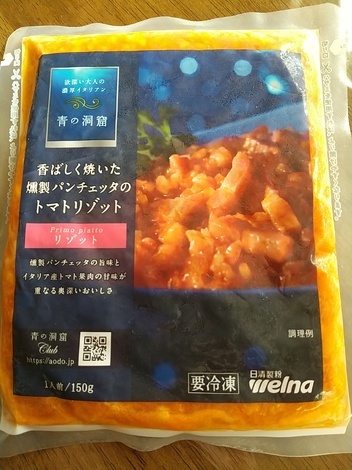 欲深い大人の
濃厚イタリアン
青の洞窟
香ばしく焼いた
燻製パンチェッタの
トマトリゾット
Primo piatto
リゾット
燻製パンチェッタの旨味と
イタリア産トマト果肉の甘味が
重なる奥深いおいしさ
青の洞窟
Club
https://aodo.jp
調理例
1人前/150g
要冷凍
日清製粉
Welna